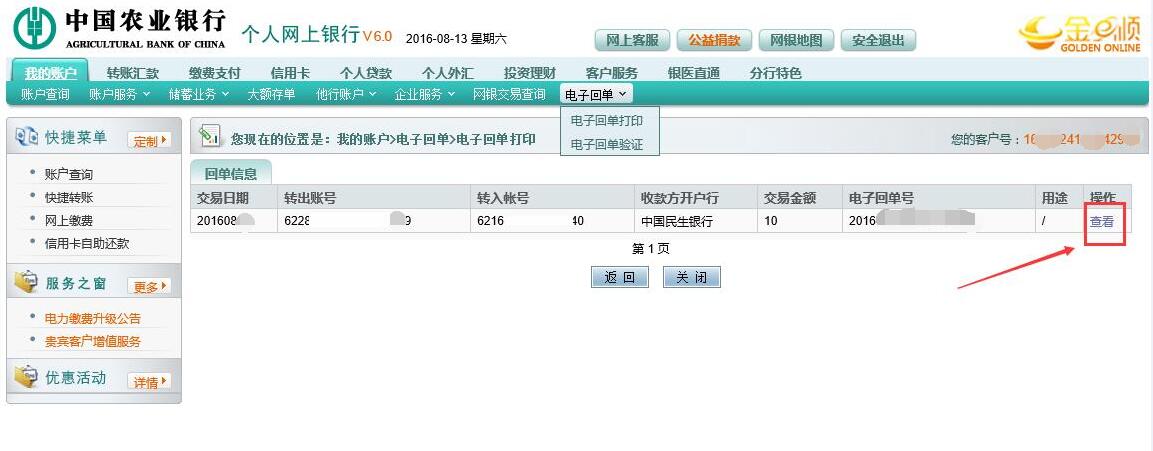 中国农业银行
AGRICULTURAL BANK OF CHINA
个人网上银行 V6.0 2016-08-13 星期六
网上客服 公益捐款 网银地图 安全退出
金e顺
GOLDEN ONLINE
我的账户 转账汇款 缴费支付 信用卡 个人贷款 个人外汇 投资理财 客户服务 银医直通 分行特色
账户查询 账户服务 储蓄业务 大额存单 他行账户 企业服务 网银交易查询 电子回单
电子回单打印
电子回单验证
快捷菜单 定制
账户查询
快捷转账
网上缴费
信用卡自助还款
服务之窗 更多
电力缴费升级公告
贵宾客户增值服务
优惠活动 详情
您现在的位置是：我的账户>电子回单>电子回单打印 您的客户号：16 241 429
回单信息
交易日期 转出账号 转入帐号 收款方开户行 交易金额 电子回单号 用途 操作
201608 6228 9 6216 40 中国民生银行 10 2016 / 查看
第 1 页
返 回 关 闭